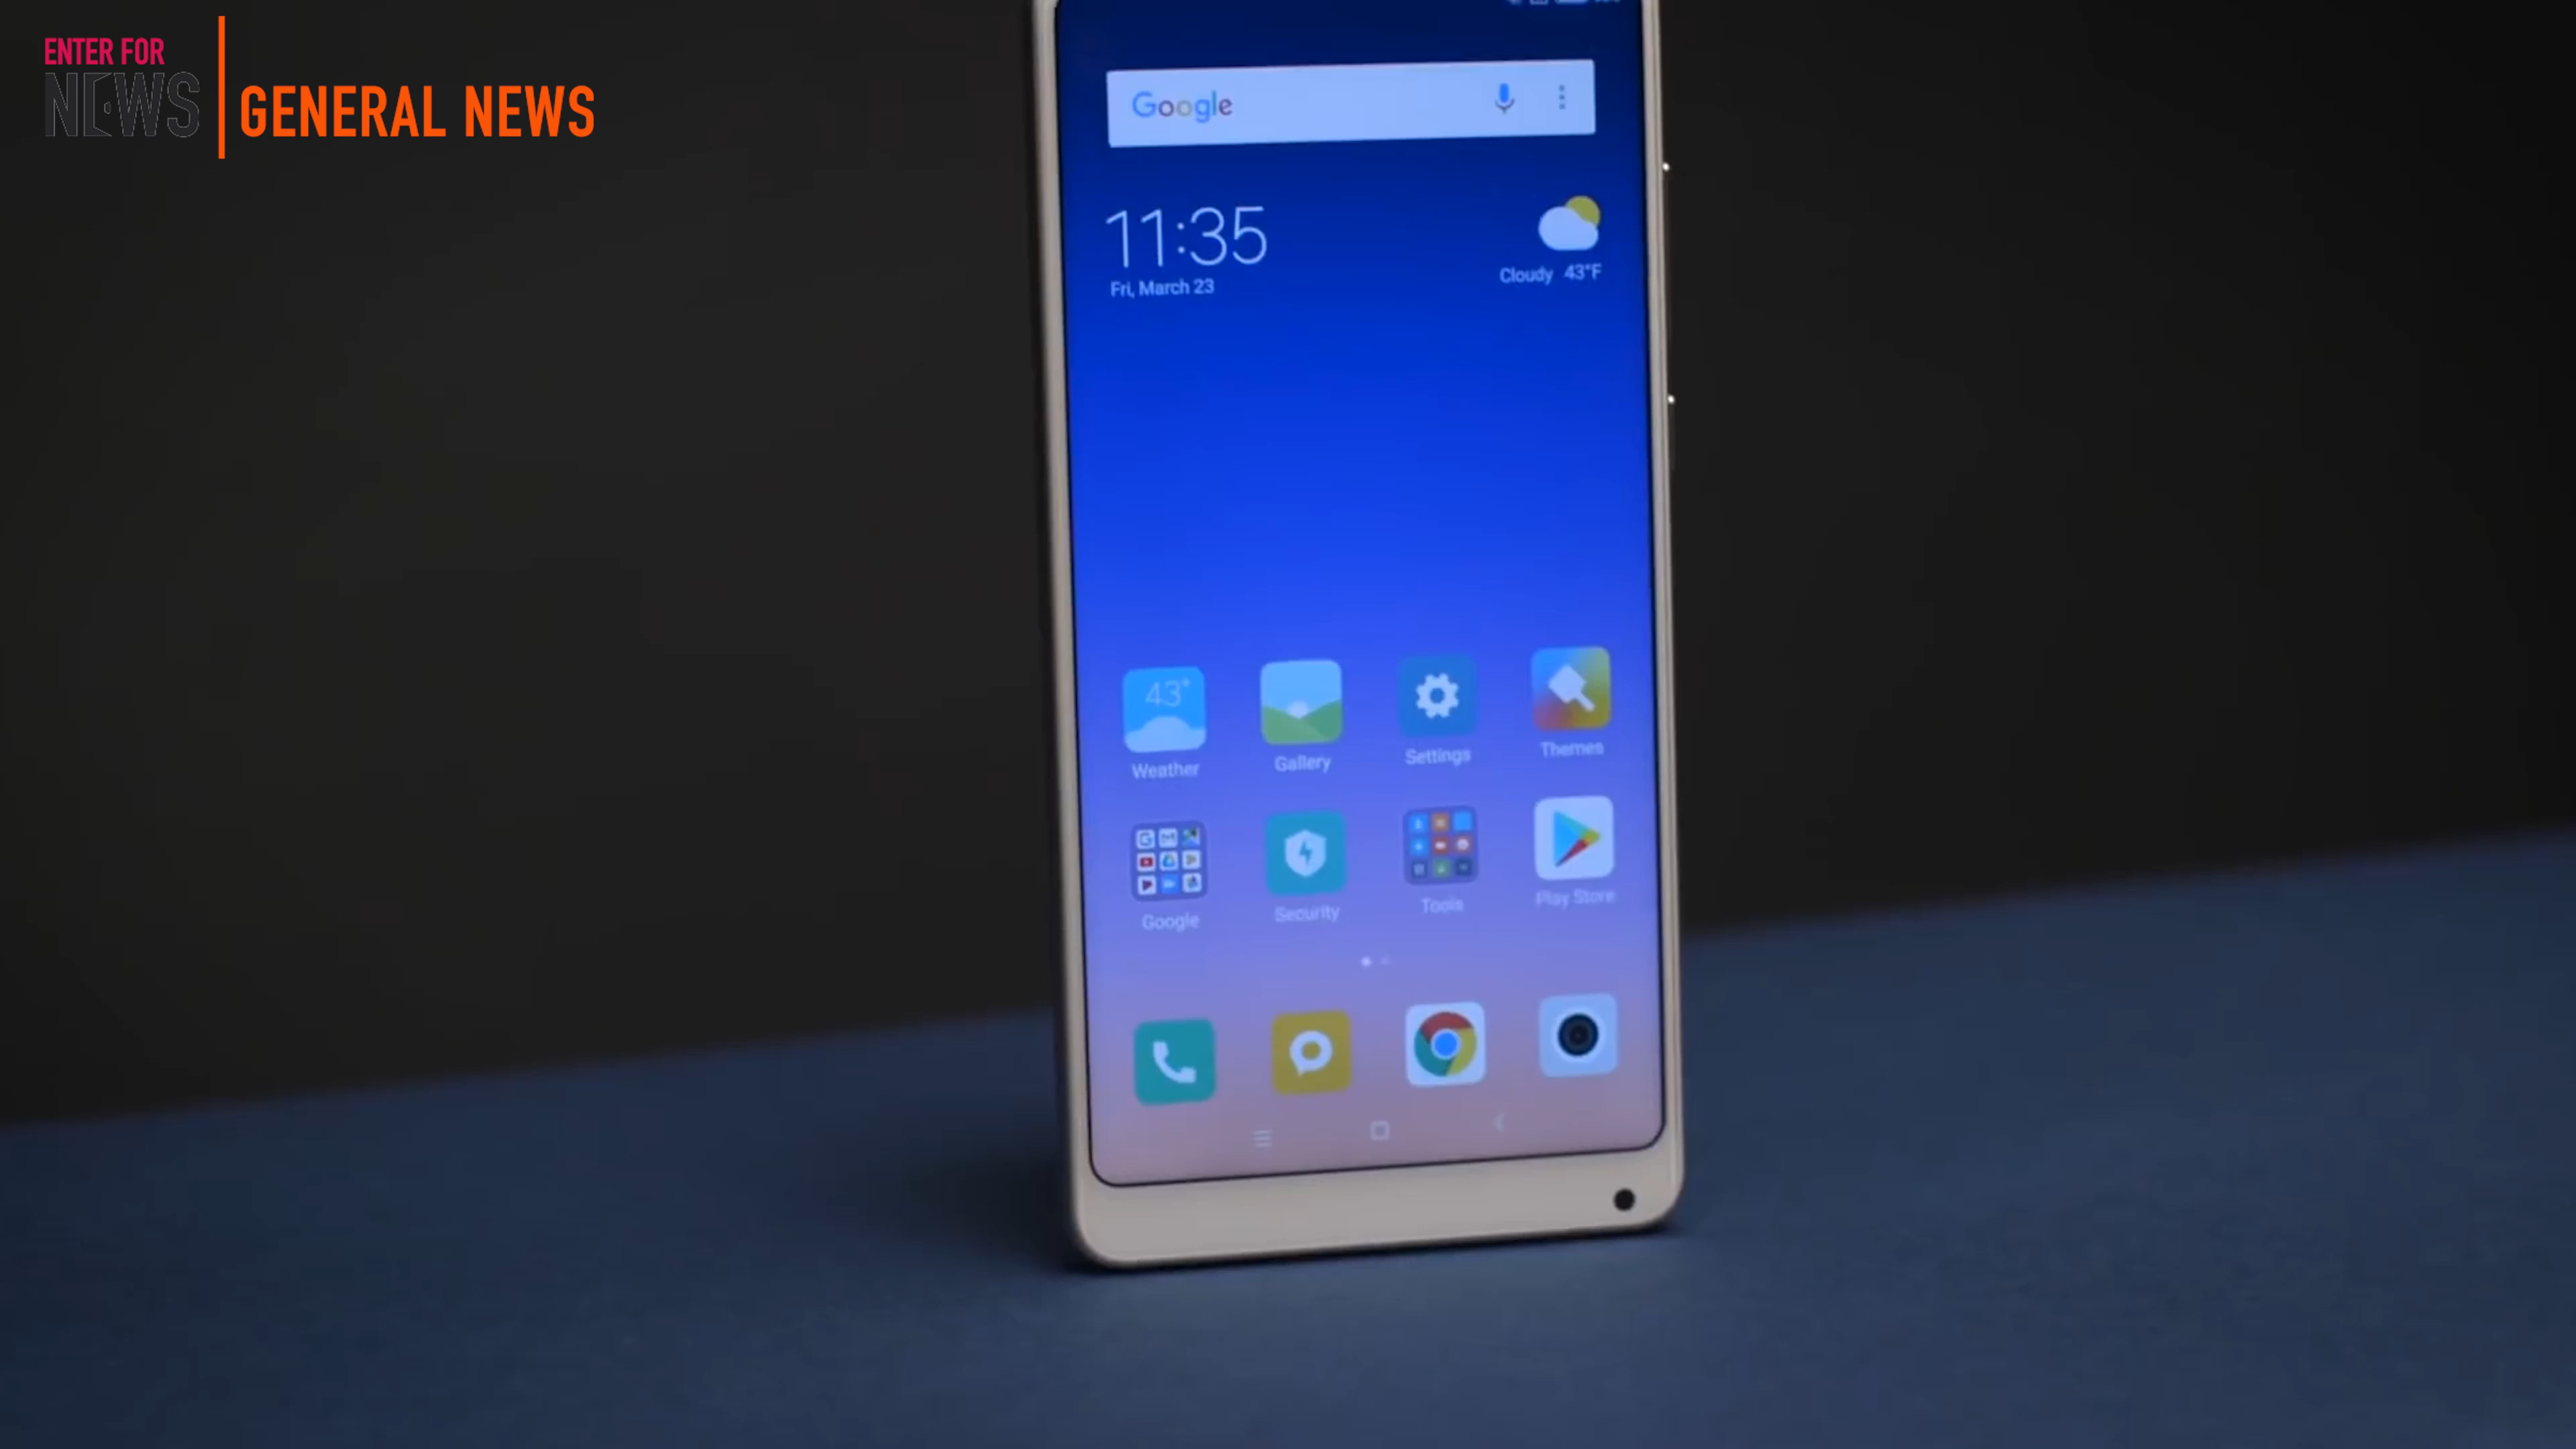 ENTER FOR
NEWS
GENERAL NEWS
Google
11:35
Fri, March 23
Cloudy 43°F
43°
Weather
Gallery
Settings
Themes
Google
Security
Tools
Play Store